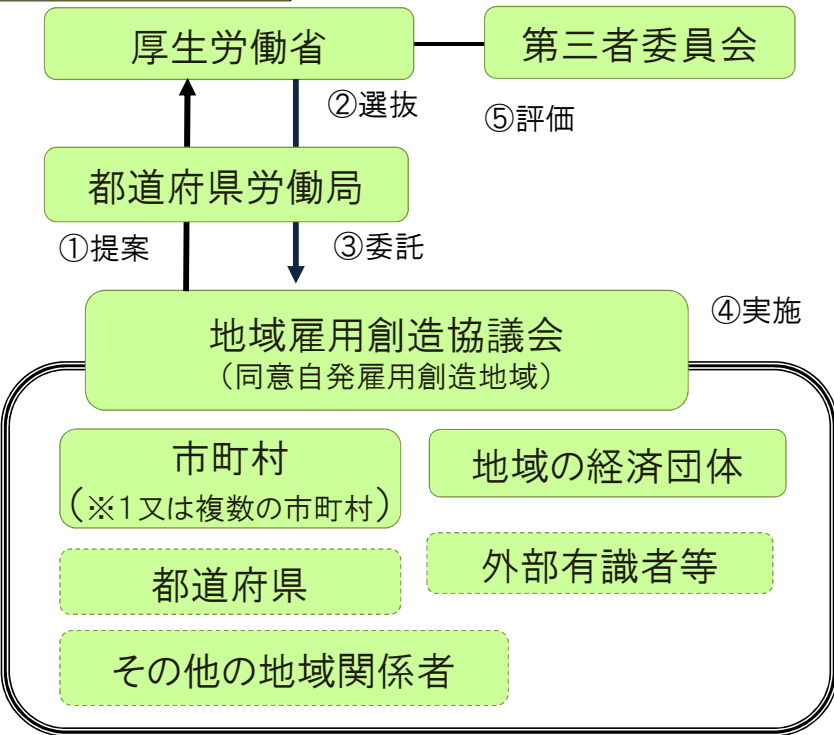 厚生労働省
第三者委員会
②選抜
⑤評価
都道府県労働局
①提案
③委託
地域雇用創造協議会
（同意自発雇用創造地域）
④実施
市町村
（※1又は複数の市町村）
地域の経済団体
都道府県
外部有識者等
その他の地域関係者